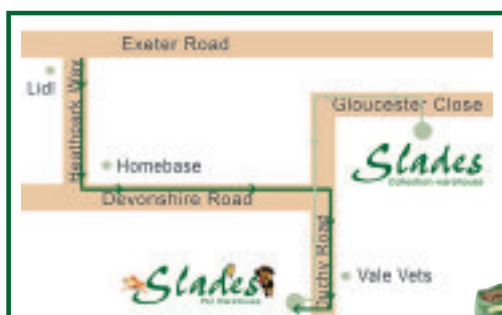 Exeter Road
Lidl
Heathpark Way
Gloucester Close
Homebase
Slades
Collection warehouse
Devonshire Road
Duchy Road
Slades
Pet Warehouse
Vale Vets